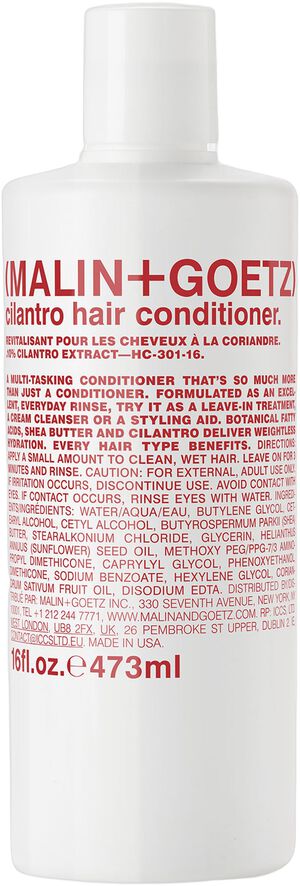 (MALIN+GOETZ)
cilantro hair conditioner.
REVITALISANT POUR LES CHEVEUX À LA CORIANDRE.
10% CILANTRO EXTRACT—HC-301-16.
A MULTI-TASKING CONDITIONER THAT'S SO MUCH MORE
THAN JUST A CONDITIONER. FORMULATED AS AN EXCEL-
LENT, EVERYDAY RINSE, TRY IT AS A LEAVE-IN TREATMENT,
A CREAM CLEANSER OR A STYLING AID. BOTANICAL FATTY
ACIDS, SHEA BUTTER AND CILANTRO DELIVER WEIGHTLESS
HYDRATION. EVERY HAIR TYPE BENEFITS. DIRECTIONS:
APPLY A SMALL AMOUNT TO CLEAN, WET HAIR. LEAVE ON FOR
MINUTES AND RINSE. CAUTION: FOR EXTERNAL, ADULT USE ONLY.
IF IRRITATION OCCURS, DISCONTINUE USE. AVOID CONTACT WITH
EYES. IF CONTACT OCCURS, RINSE EYES WITH WATER. INGREDI-
ENTS/INGRÉDIENTS: WATER/AQUA/EAU, BUTYLENE GLYCOL, CET-
EARYL ALCOHOL, CETYL ALCOHOL, BUTYROSPERMUM PARKII (SHEA)
BUTTER, STEARALKONIUM CHLORIDE, GLYCERIN, HELIANTHUS
ANNUUS (SUNFLOWER) SEED OIL, METHOXY PEG/PPG-7/3 AMINO-
PROPYL DIMETHICONE, CAPRYLYL GLYCOL, PHENOXYETHANOL,
DIMETHICONE, SODIUM BENZOATE, HEXYLENE GLYCOL, CORIAN-
DRUM SATIVUM FRUIT OIL, DISODIUM EDTA. DISTRIBUTED BY/DIS-
TRIBUÉ PAR: MALIN+GOETZ INC., 330 SEVENTH AVENUE, NEW YORK,
10001. TEL +1 212 244 7771, WWW.MALINANDGOETZ.COM. RP: ICCS LTD,
WEST LONDON, UB8 2FX, UK, 26 PEMBROKE ST UPPER, DUBLIN 2, IE
CONTACT@ICCSLTD.EU. MADE IN USA.
16fl.oz.℮473ml